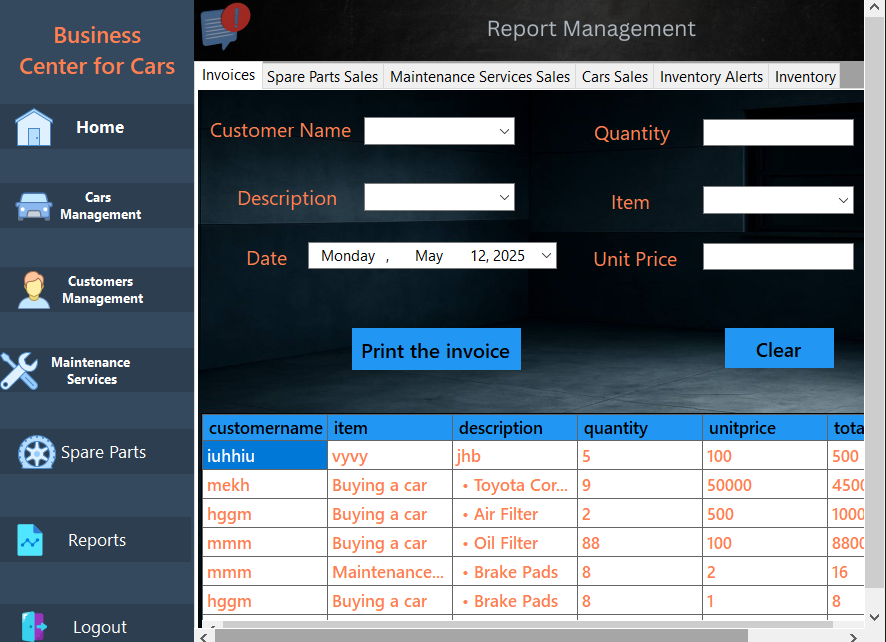 Business
Center for Cars
Home
Cars
Management
Customers
Management
Maintenance
Services
Spare Parts
Reports
Logout
Report Management
Invoices Spare Parts Sales Maintenance Services Sales Cars Sales Inventory Alerts Inventory
Customer Name Quantity
Description Item
Date Monday , May 12, 2025 Unit Price
Print the invoice Clear
customername item description quantity unitprice tota
iuhhiu vyvy jhb 5 100 500
mekh Buying a car • Toyota Cor... 9 50000 4500
hggm Buying a car • Air Filter 2 500 1000
mmm Buying a car • Oil Filter 88 100 8800
mmm Maintenance... • Brake Pads 8 2 16
hggm Buying a car • Brake Pads 8 1 8